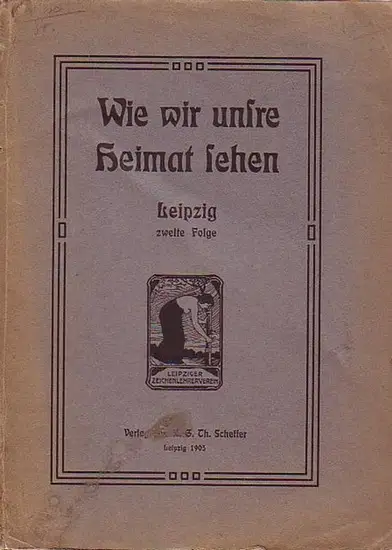 Wie wir unſre
Heimat ſehen
Leipzig
zweite Folge
LEIPZIGER
ZEICHENLEHRERVEREIN
Verlag K. G. Th. Scheffer
Leipzig 1905